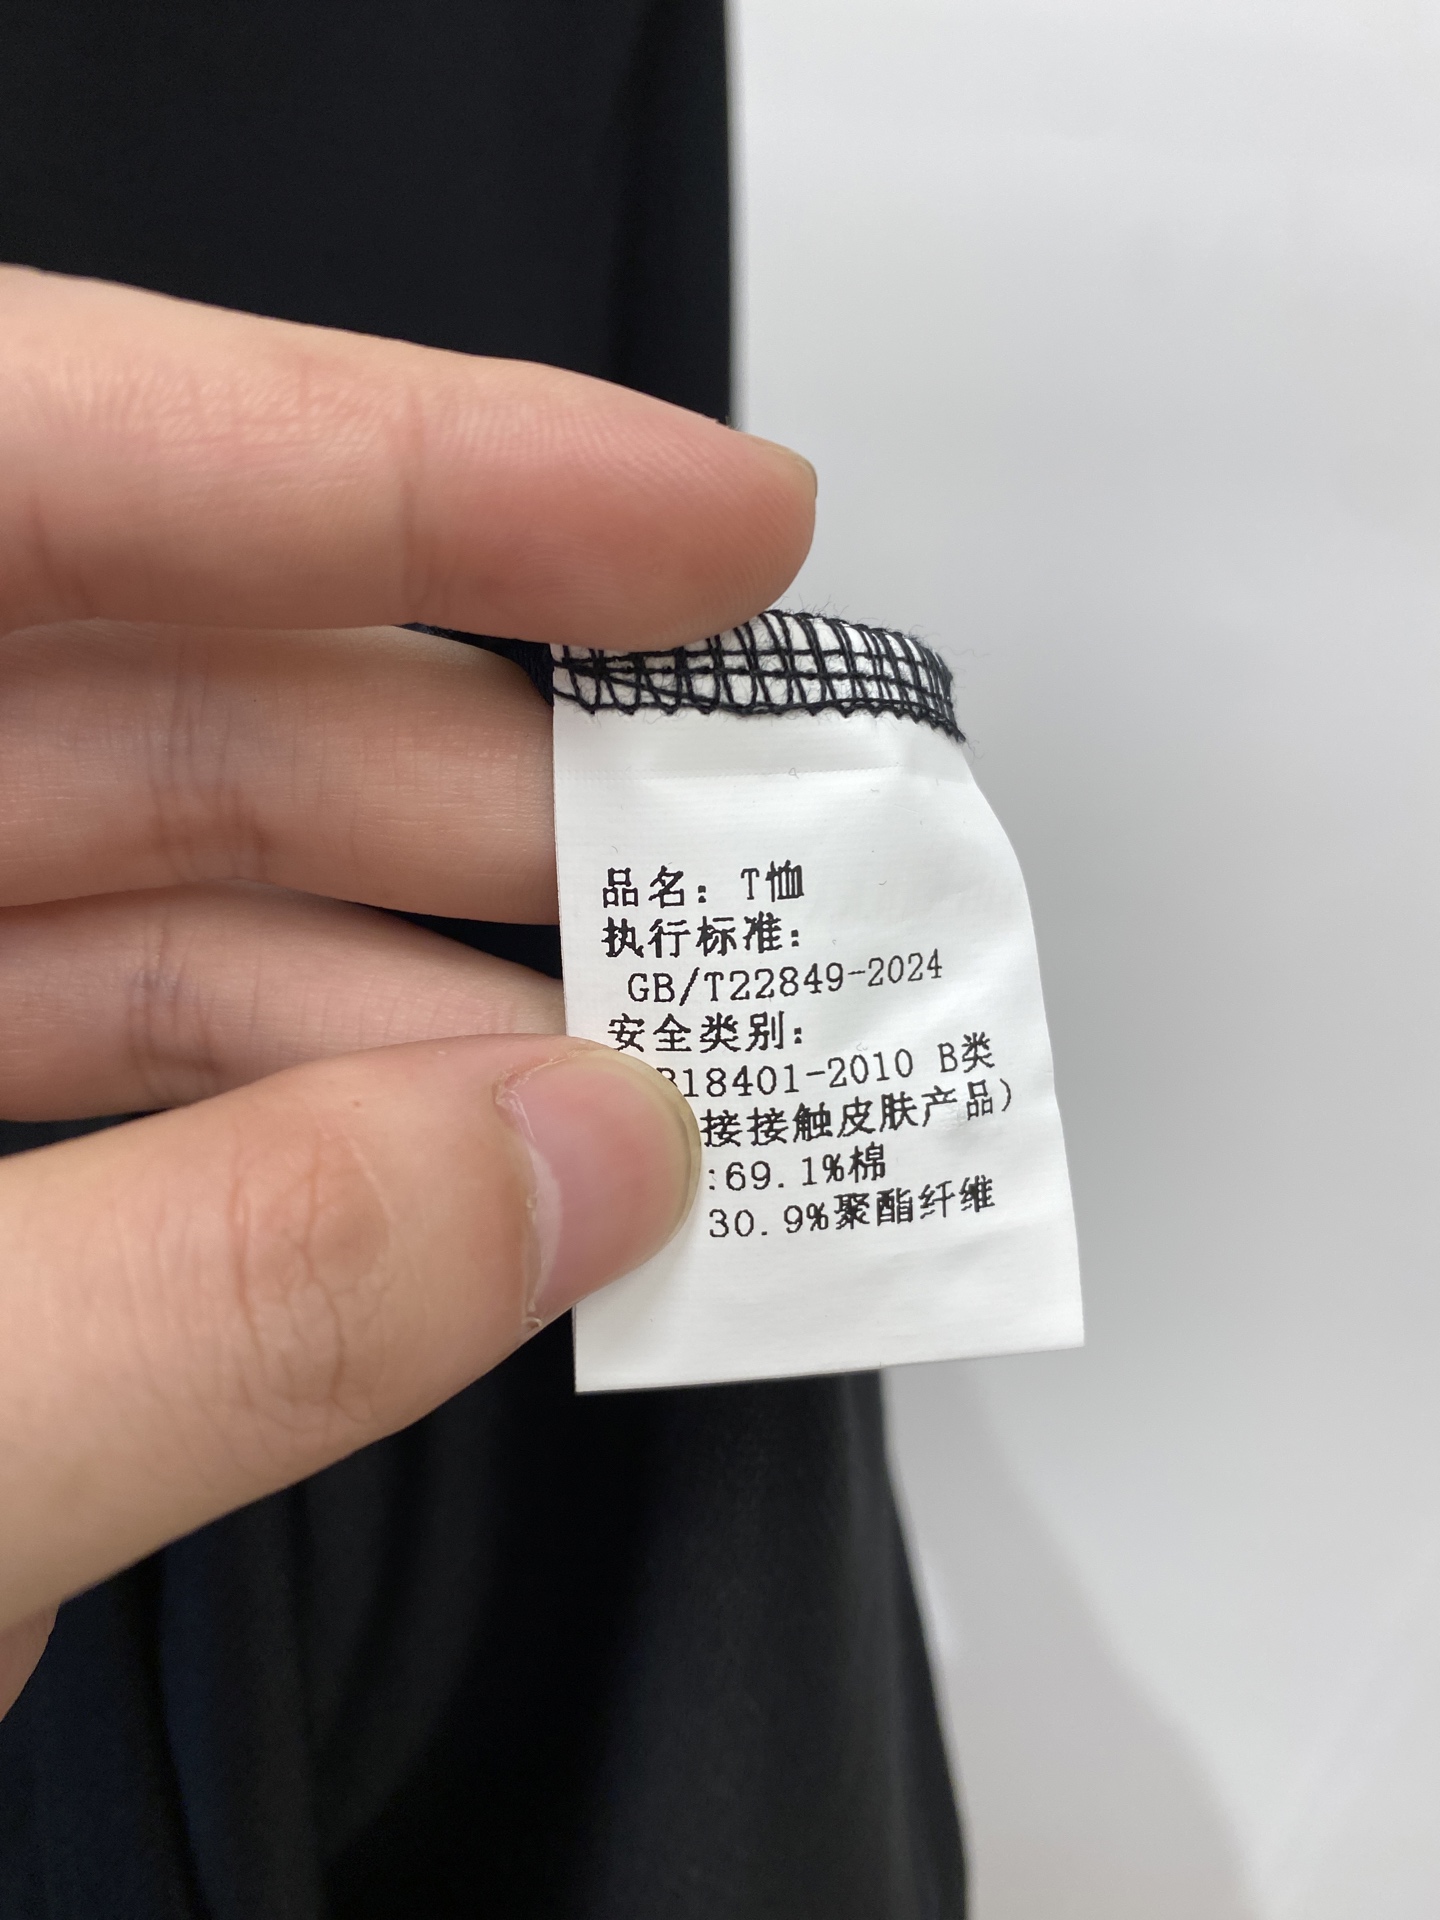 品名：T恤
执行标准：
GB/T22849-2024
安全类别：
B18401-2010 B类
接接触皮肤产品）
:69.1%棉
30.9%聚酯纤维